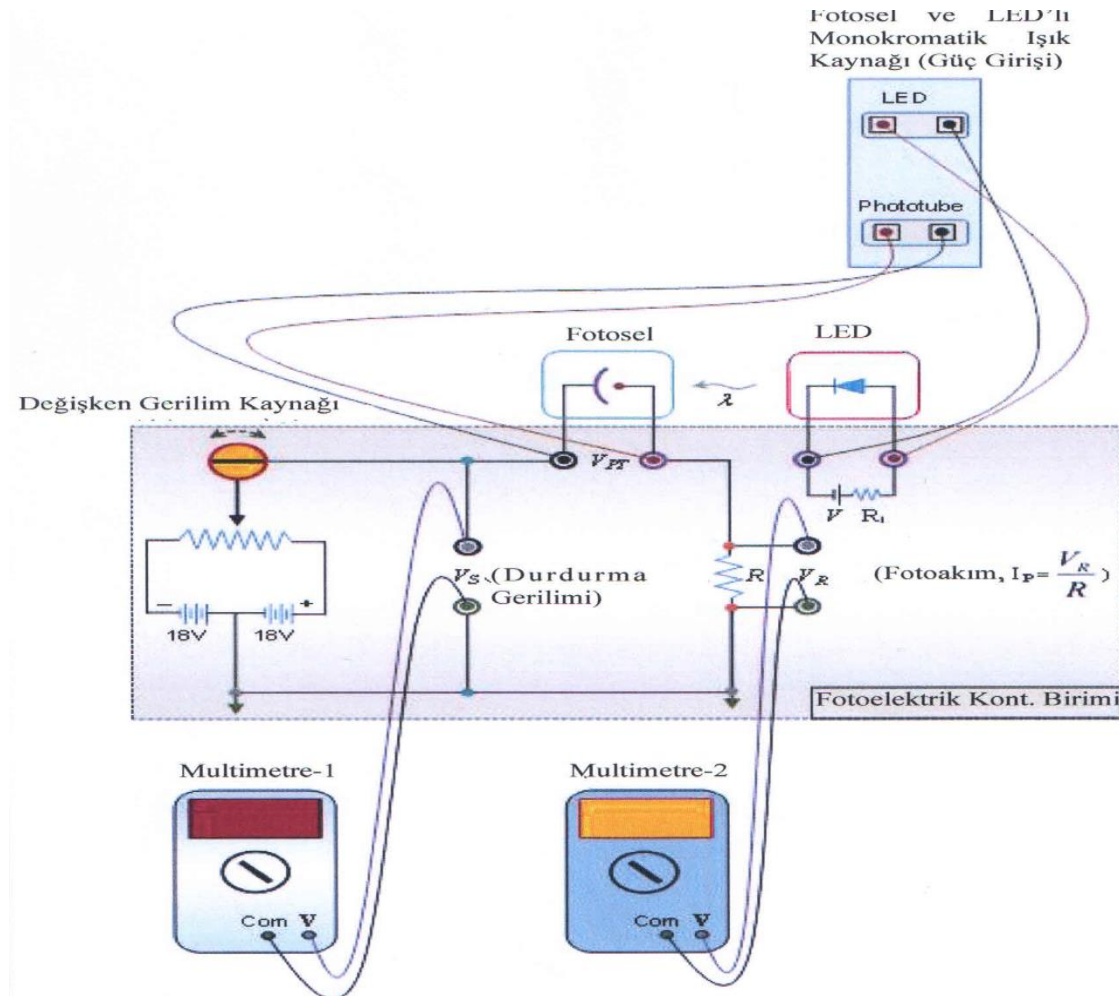 Fotosel ve LED'li
Monokromatik Işık
Kaynağı (Güç Girişi)
LED
Phototube
Fotosel
LED
λ
Değişken Gerilim Kaynağı
V_PT
V R₁
V_S (Durdurma
Gerilimi)
R V_R
(Fotoakım, I_P = V_R/R)
− +
18V 18V
Fotoelektrik Kont. Birimi
Multimetre-1
Multimetre-2
Com V
Com V